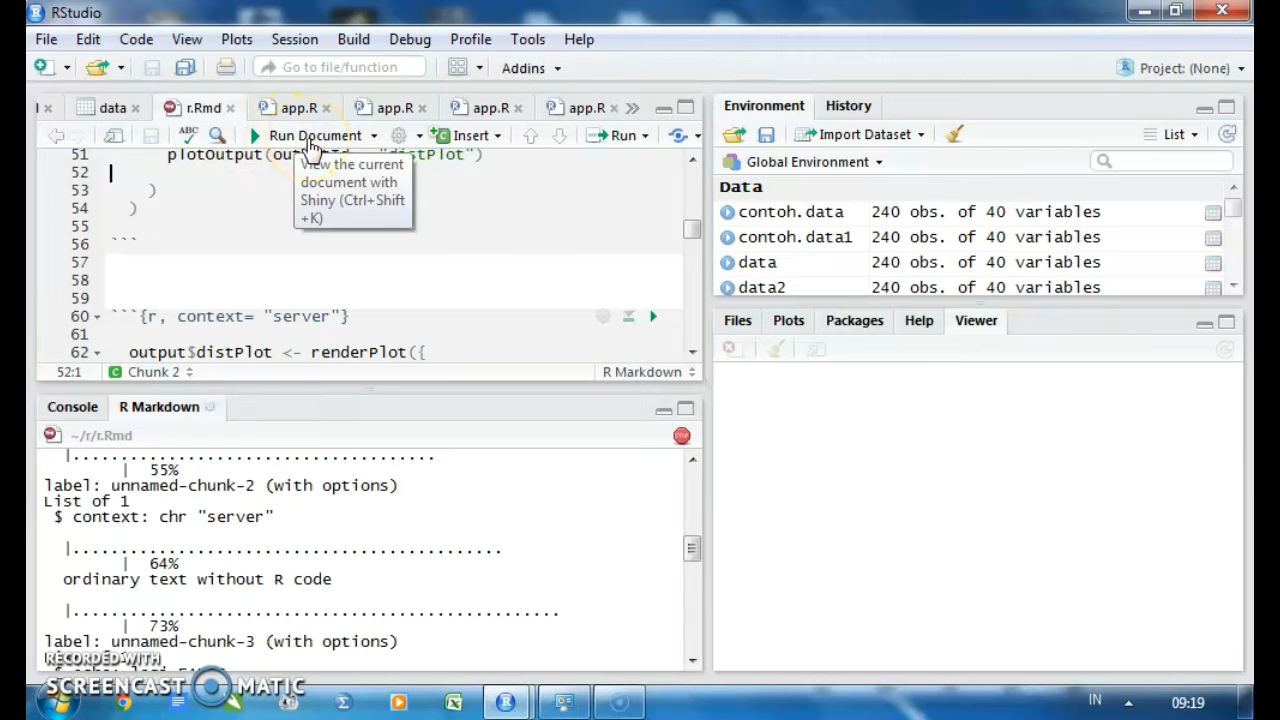 RStudio
File Edit Code View Plots Session Build Debug Profile Tools Help
Go to file/function Addins Project: (None)
data r.Rmd app.R app.R app.R app.R
ABC Run Document Insert Run
51 plotOutput( "distPlot")
52
53 )
54 )
55
56 ```
57
58
59
60 ```{r, context= "server"}
61
62 output$distPlot <- renderPlot({
View the current
document with
Shiny (Ctrl+Shift
+K)
52:1 Chunk 2 R Markdown
Console R Markdown
~/r/r.Rmd
STOP
|.....................................
| 55%
label: unnamed-chunk-2 (with options)
List of 1
$ context: chr "server"
|...........................................
| 64%
ordinary text without R code
|.................................................
| 73%
label: unnamed-chunk-3 (with options)
Environment History
Import Dataset List
Global Environment
Data
contoh.data 240 obs. of 40 variables
contoh.data1 240 obs. of 40 variables
data 240 obs. of 40 variables
data2 240 obs. of 40 variables
Files Plots Packages Help Viewer
RECORDED WITH
SCREENCAST MATIC
IN 09:19